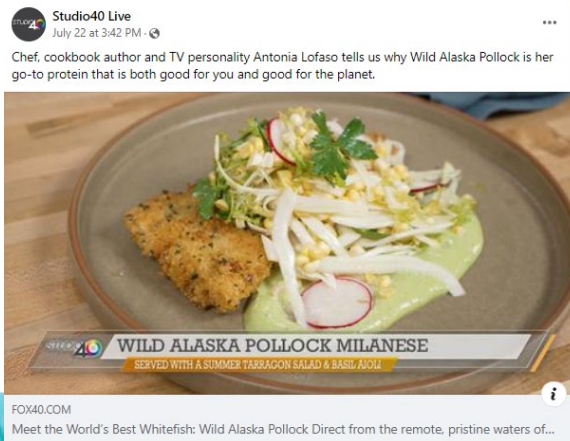 Studio40 Live
July 22 at 3:42 PM ·
Chef, cookbook author and TV personality Antonia Lofaso tells us why Wild Alaska Pollock is her
go-to protein that is both good for you and good for the planet.
STUDIO 40 WILD ALASKA POLLOCK MILANESE
SERVED WITH A SUMMER TARRAGON SALAD & BASIL AIOLI
FOX40.COM
Meet the World's Best Whitefish: Wild Alaska Pollock Direct from the remote, pristine waters of...